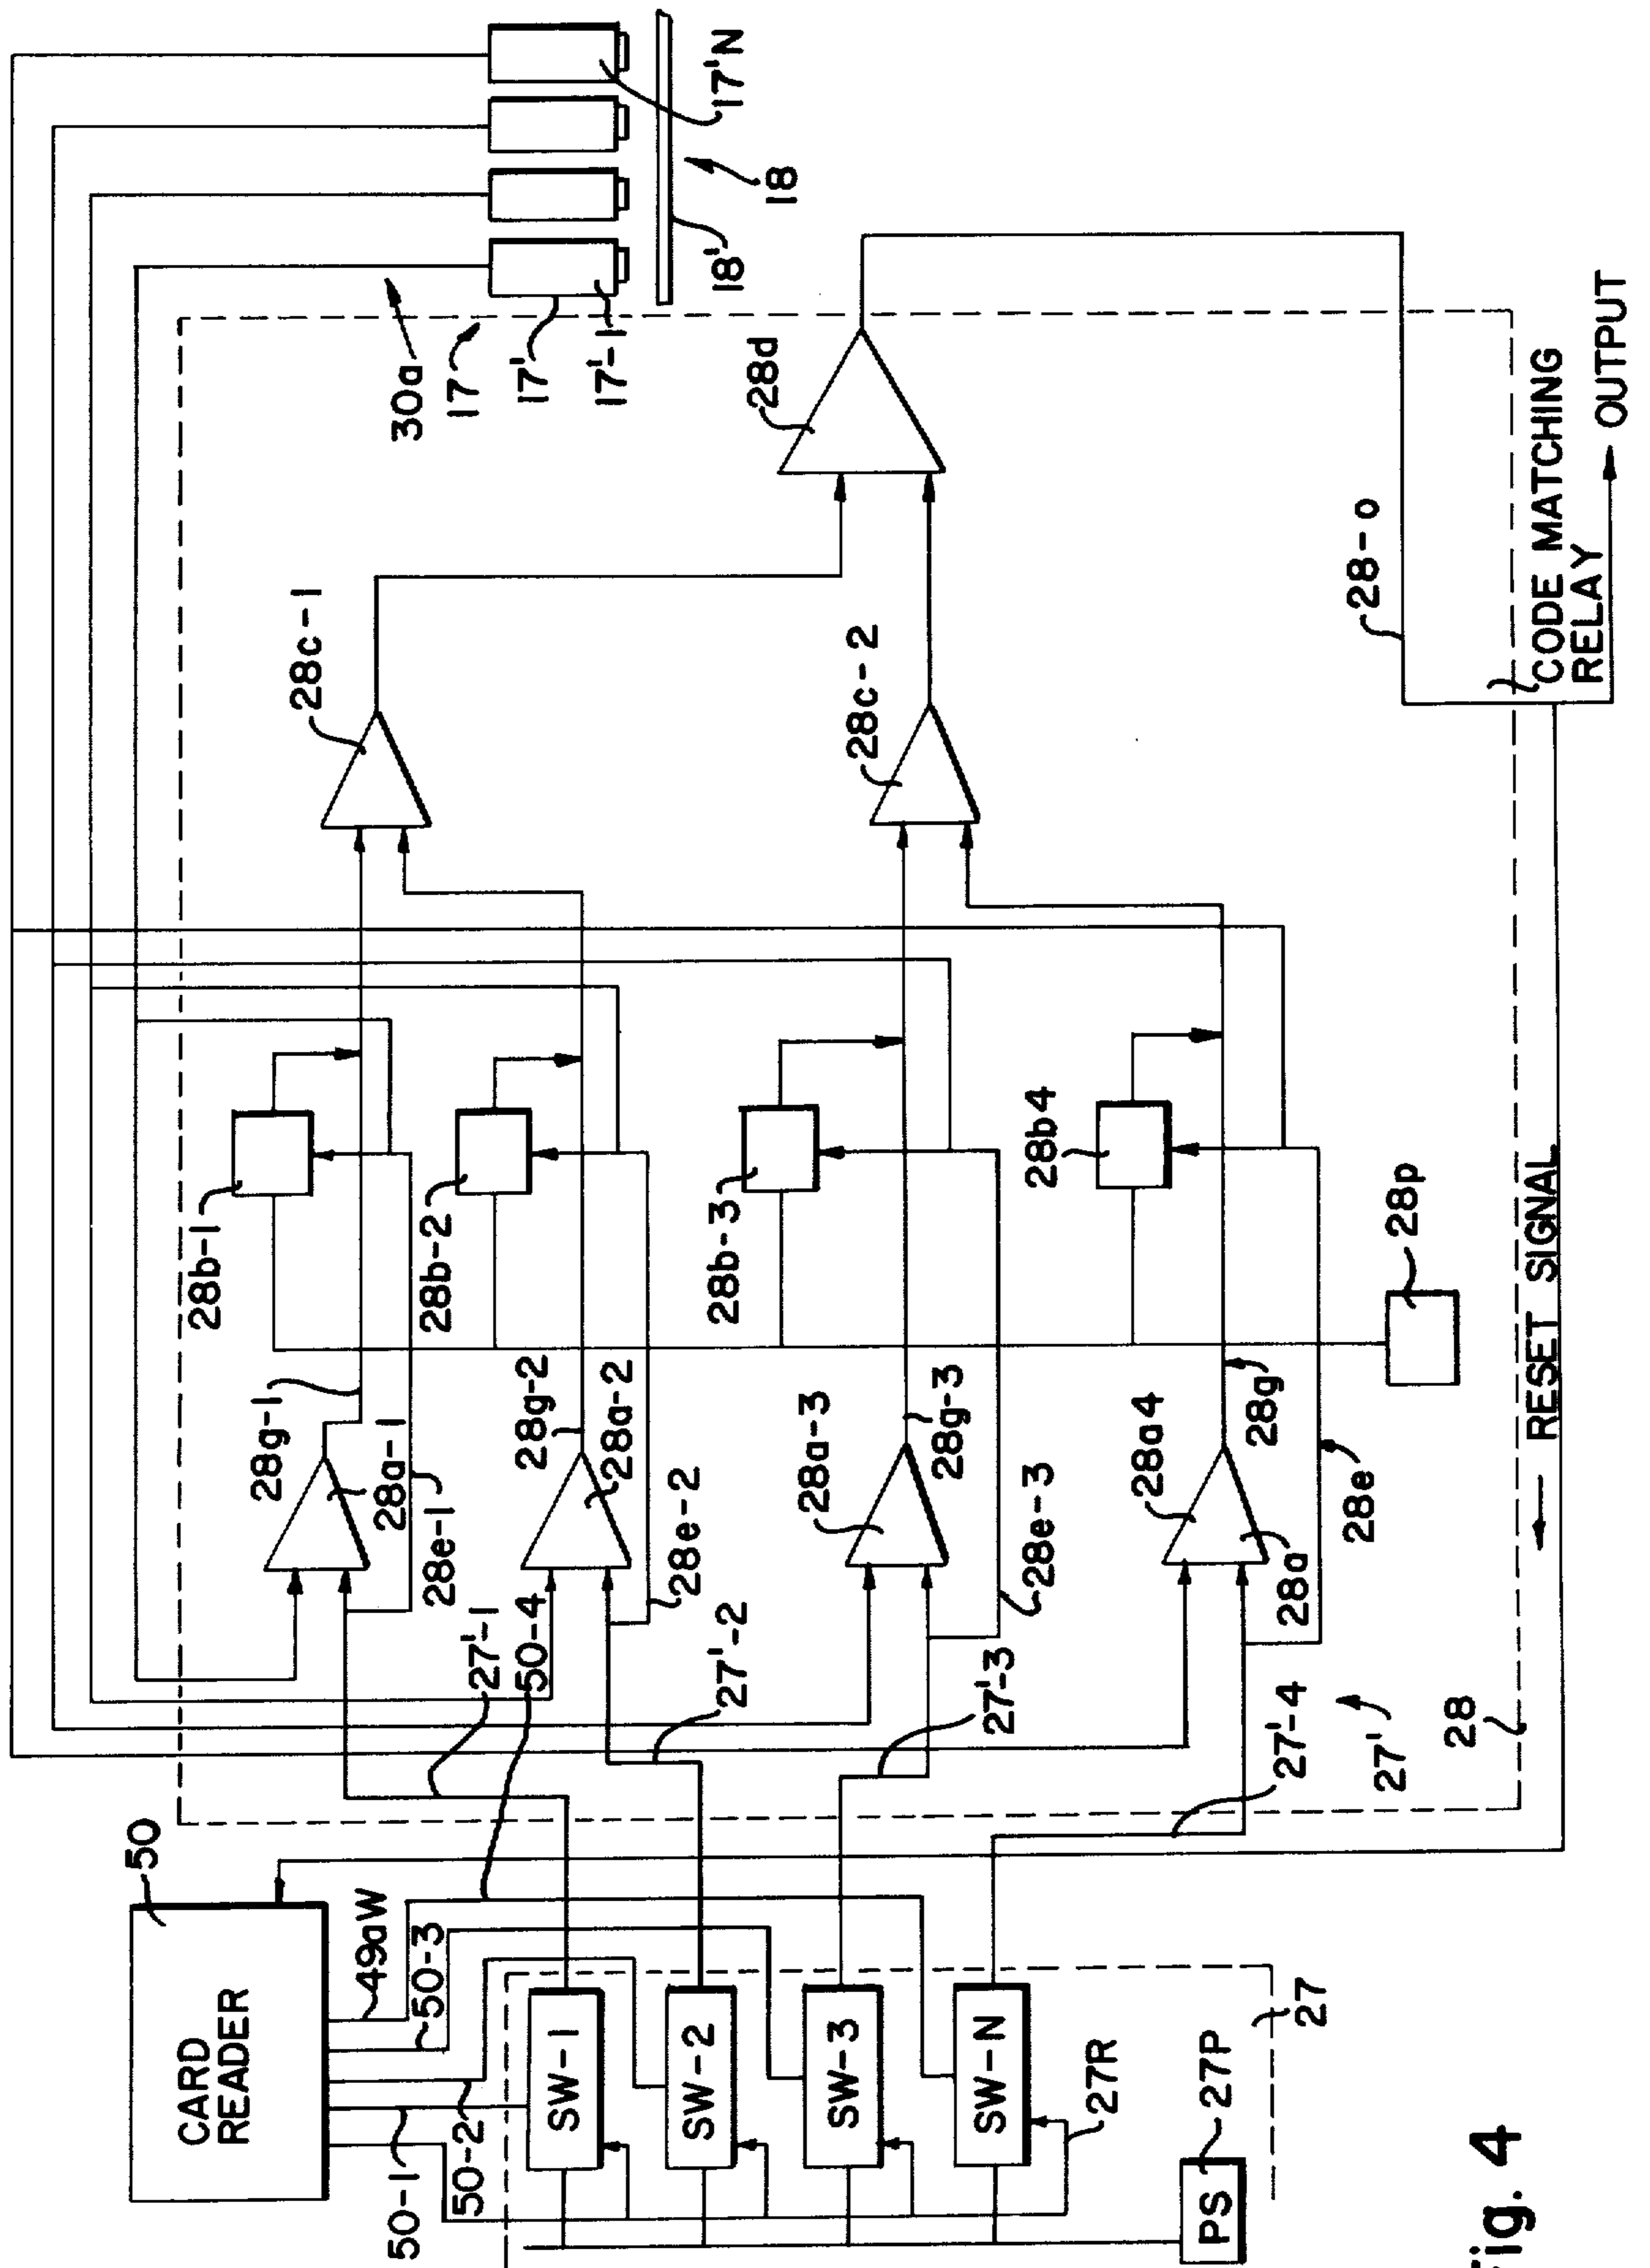 50
CARD
READER
49aW
50-3
50-1
50-2
50-4
SW-1
SW-2
SW-3
SW-N
27R
27P
PS
27
27'-1
27'-2
27'-3
27'-4
27'
28
28g-1
28a-1
28e-1
28g-2
28a-2
28e-2
28a-3
28g-3
28e-3
28a4
28g
28a
28e
28b-1
28b-2
28b-3
28b4
28p
28c-1
28c-2
28d
28-o
30a
17
17'
17'-1
17'N
18
18'
CODE MATCHING
RELAY
OUTPUT
RESET SIGNAL
Fig. 4